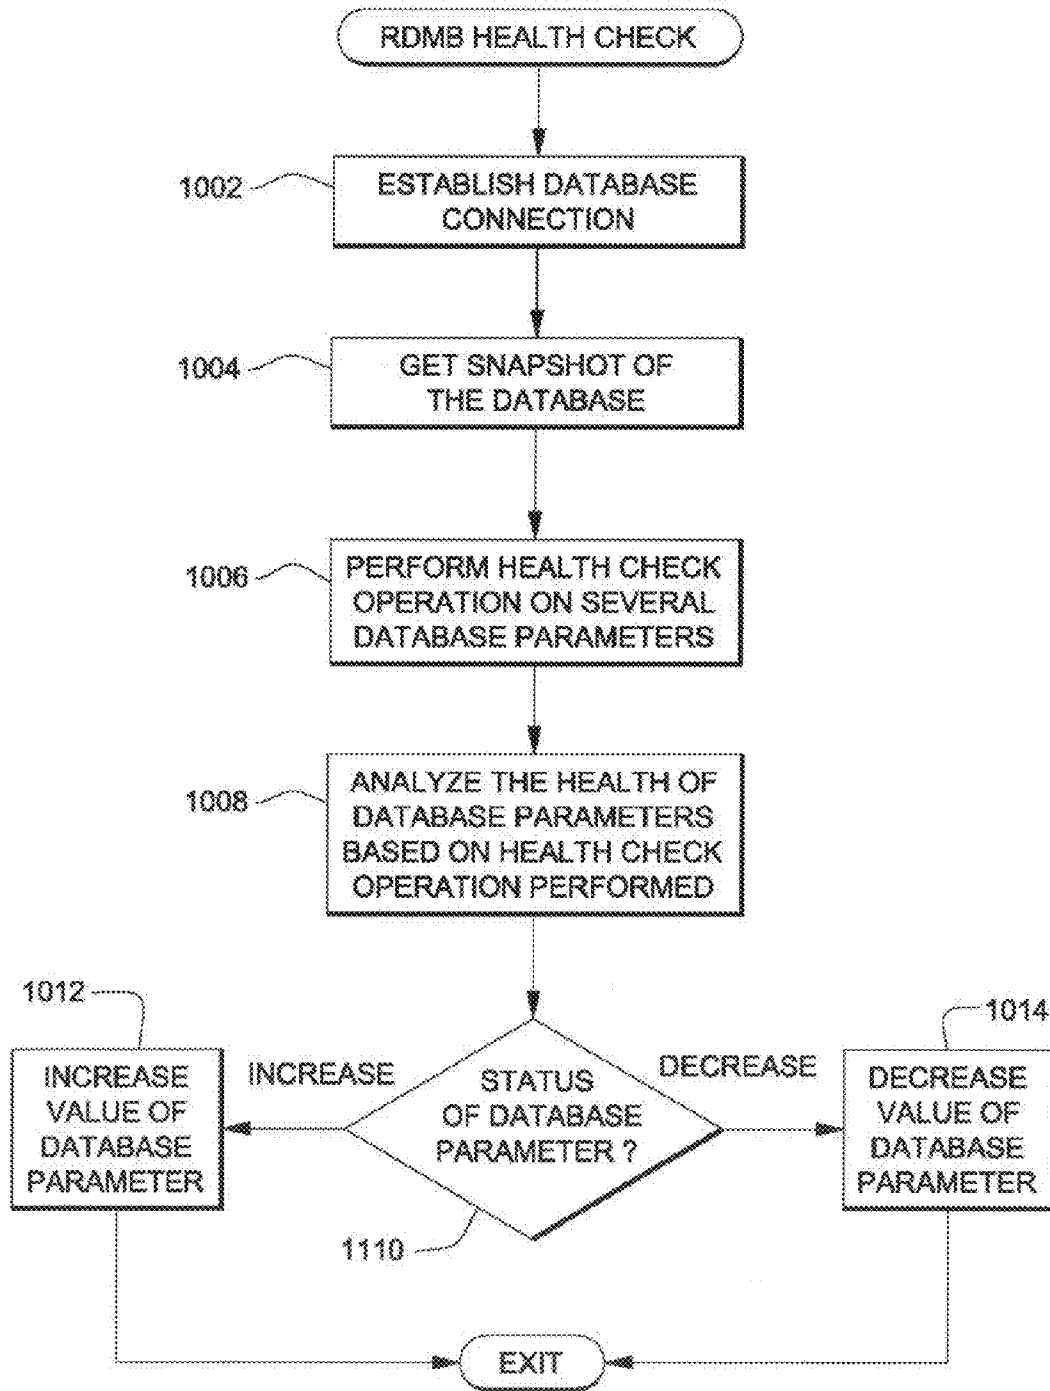 RDMB HEALTH CHECK
1002
ESTABLISH DATABASE
CONNECTION
1004
GET SNAPSHOT OF
THE DATABASE
1006
PERFORM HEALTH CHECK
OPERATION ON SEVERAL
DATABASE PARAMETERS
1008
ANALYZE THE HEALTH OF
DATABASE PARAMETERS
BASED ON HEALTH CHECK
OPERATION PERFORMED
1012
INCREASE
VALUE OF
DATABASE
PARAMETER
INCREASE
STATUS
OF DATABASE
PARAMETER ?
1110
DECREASE
1014
DECREASE
VALUE OF
DATABASE
PARAMETER
EXIT